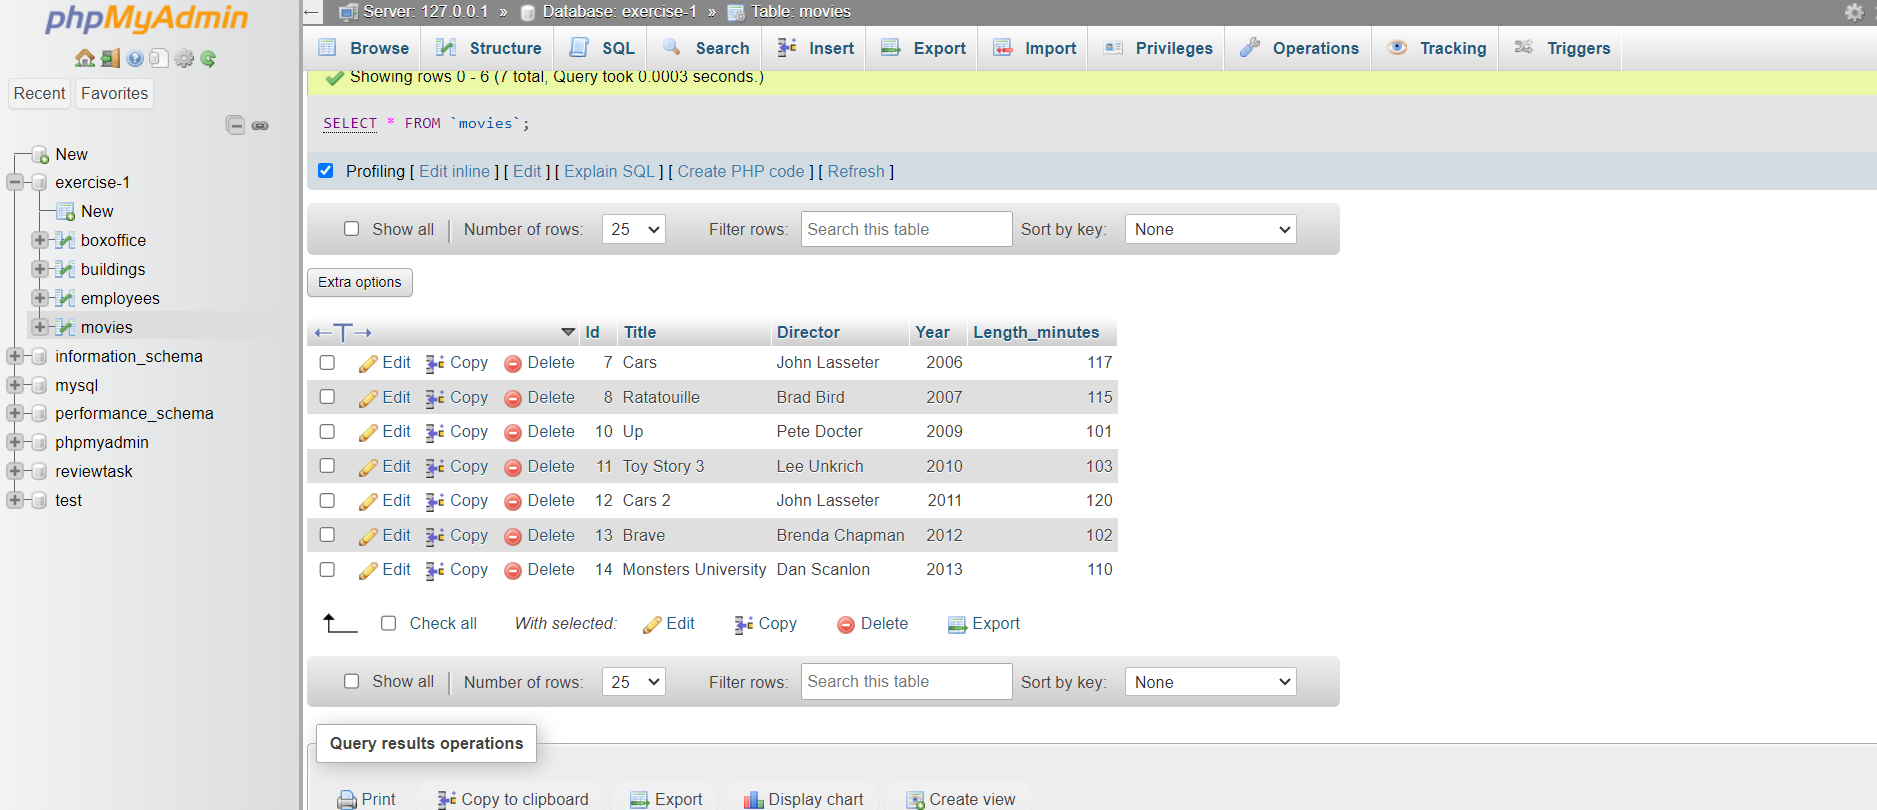 phpMyAdmin
Recent Favorites
New
exercise-1
New
boxoffice
buildings
employees
movies
information_schema
mysql
performance_schema
phpmyadmin
reviewtask
test
Server: 127.0.0.1 » Database: exercise-1 » Table: movies
Browse Structure SQL Search Insert Export Import Privileges Operations Tracking Triggers
Showing rows 0 - 6 (7 total, Query took 0.0003 seconds.)
SELECT * FROM `movies`;
Profiling [ Edit inline ] [ Edit ] [ Explain SQL ] [ Create PHP code ] [ Refresh ]
Show all Number of rows: 25 Filter rows: Search this table Sort by key: None
Extra options
Id Title Director Year Length_minutes
Edit Copy Delete 7 Cars John Lasseter 2006 117
Edit Copy Delete 8 Ratatouille Brad Bird 2007 115
Edit Copy Delete 10 Up Pete Docter 2009 101
Edit Copy Delete 11 Toy Story 3 Lee Unkrich 2010 103
Edit Copy Delete 12 Cars 2 John Lasseter 2011 120
Edit Copy Delete 13 Brave Brenda Chapman 2012 102
Edit Copy Delete 14 Monsters University Dan Scanlon 2013 110
Check all With selected: Edit Copy Delete Export
Show all Number of rows: 25 Filter rows: Search this table Sort by key: None
Query results operations
Print Copy to clipboard Export Display chart Create view